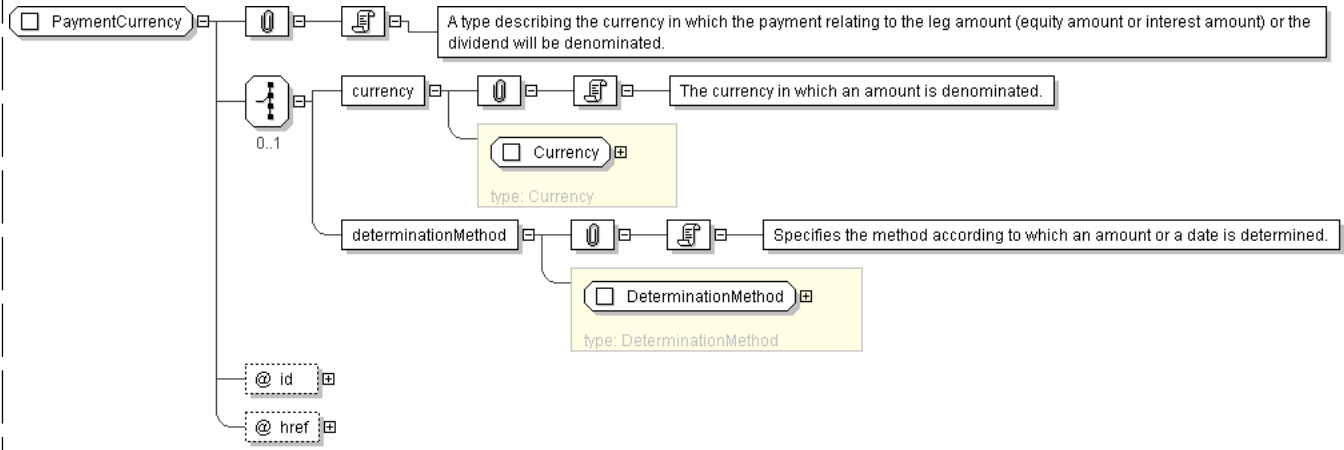 PaymentCurrency
A type describing the currency in which the payment relating to the leg amount (equity amount or interest amount) or the
dividend will be denominated.
0..1
currency
The currency in which an amount is denominated.
Currency
type: Currency
determinationMethod
Specifies the method according to which an amount or a date is determined.
DeterminationMethod
type: DeterminationMethod
@ id
@ href